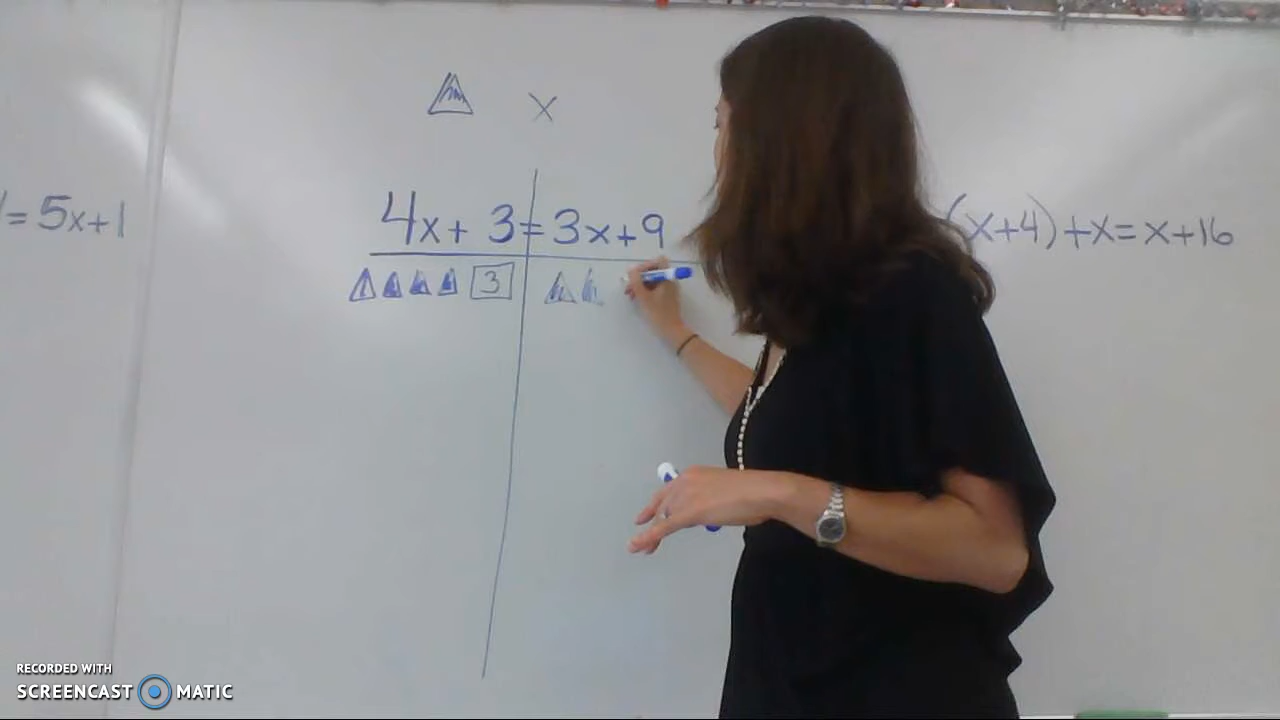 x
= 5x+1
4x + 3 = 3x + 9
(x+4) + x = x + 16
3
RECORDED WITH
SCREENCAST MATIC